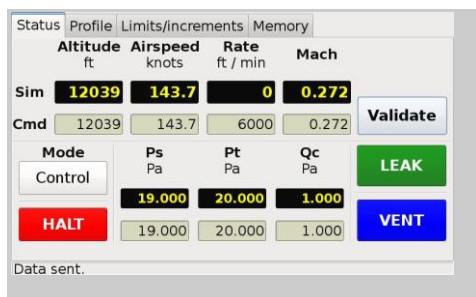 Status Profile Limits/increments Memory
Altitude Airspeed Rate Mach
ft knots ft / min
Sim 12039 143.7 0 0.272
Cmd 12039 143.7 6000 0.272 Validate
Mode Ps Pt Qc
Pa Pa Pa
Control LEAK
19.000 20.000 1.000
HALT 19.000 20.000 1.000 VENT
Data sent.